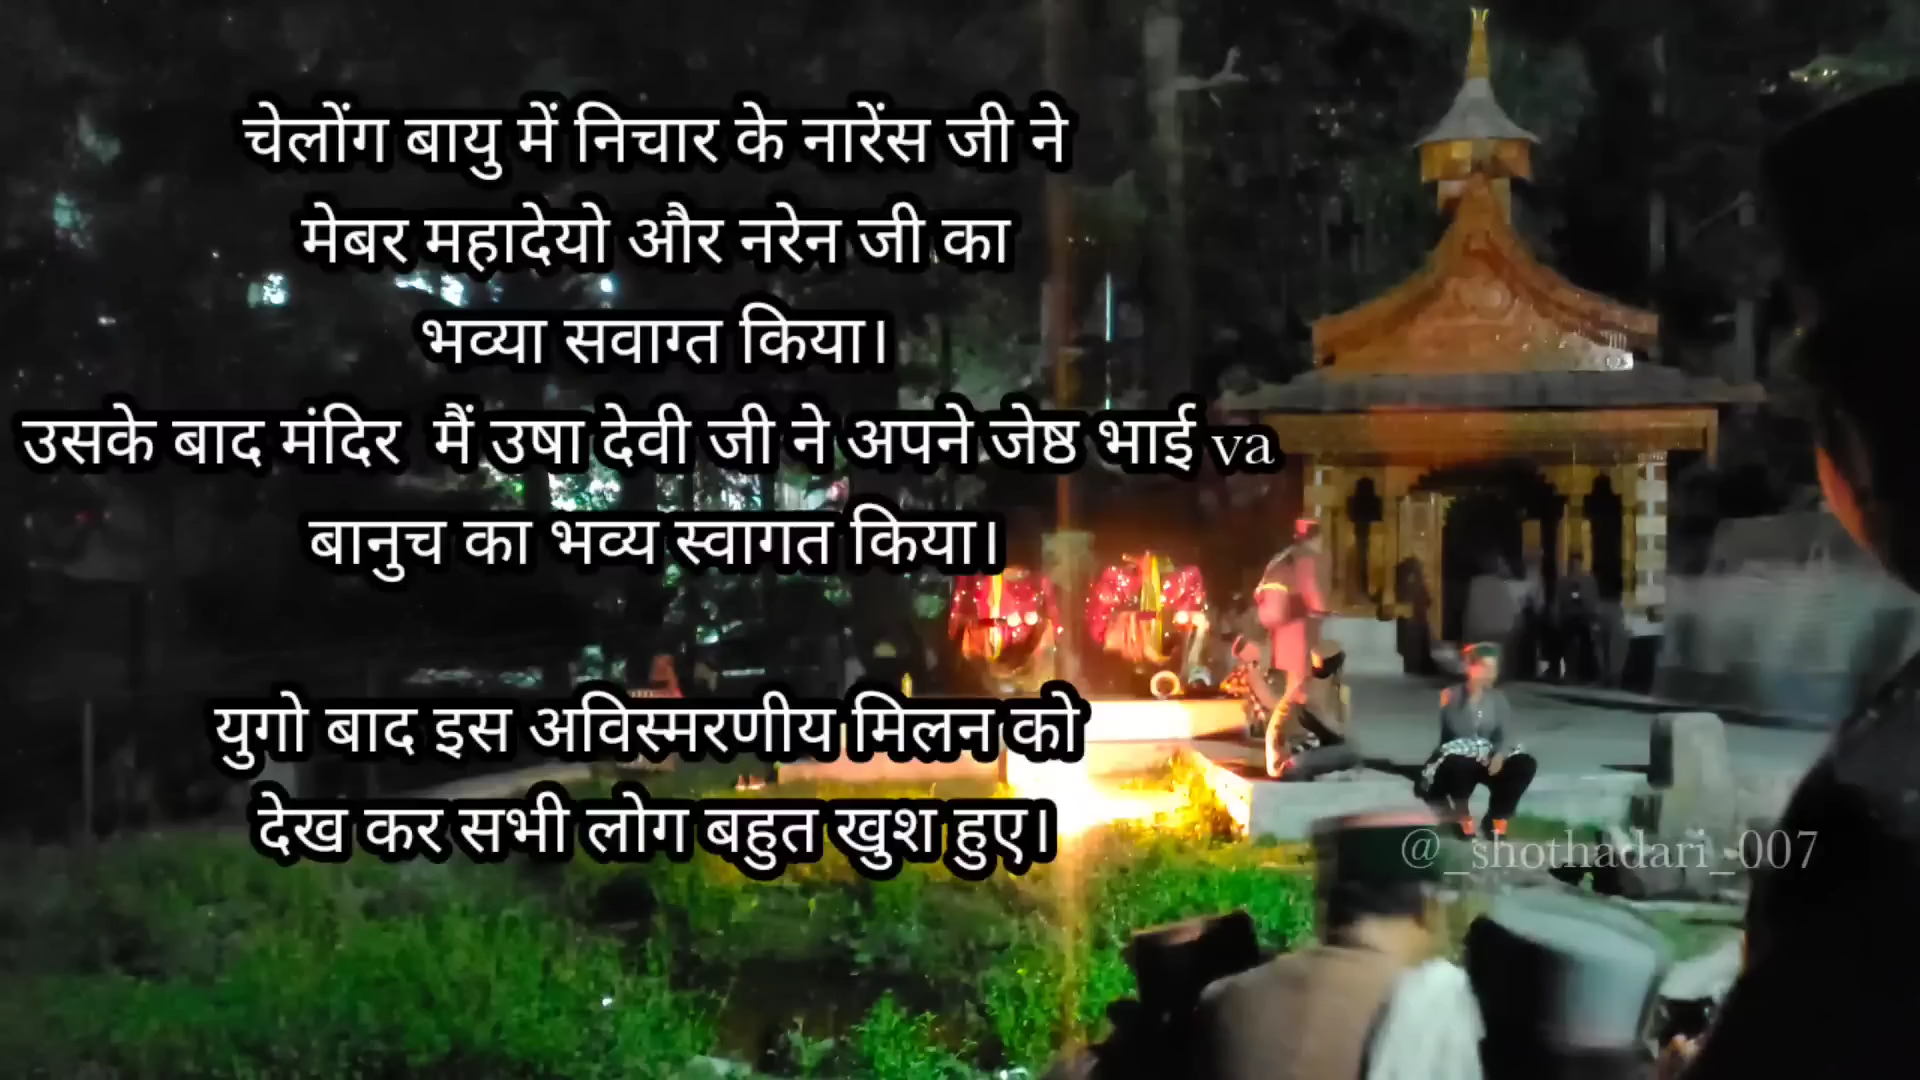 चेलोंग बायु में निचार के नारेंस जी ने
मेबर महादेयो और नरेन जी का
भव्या सवाग्त किया।
उसके बाद मंदिर मैं उषा देवी जी ने अपने जेष्ठ भाई va
बानुच का भव्य स्वागत किया।
युगो बाद इस अविस्मरणीय मिलन को
देख कर सभी लोग बहुत खुश हुए।
@_shothadari_007